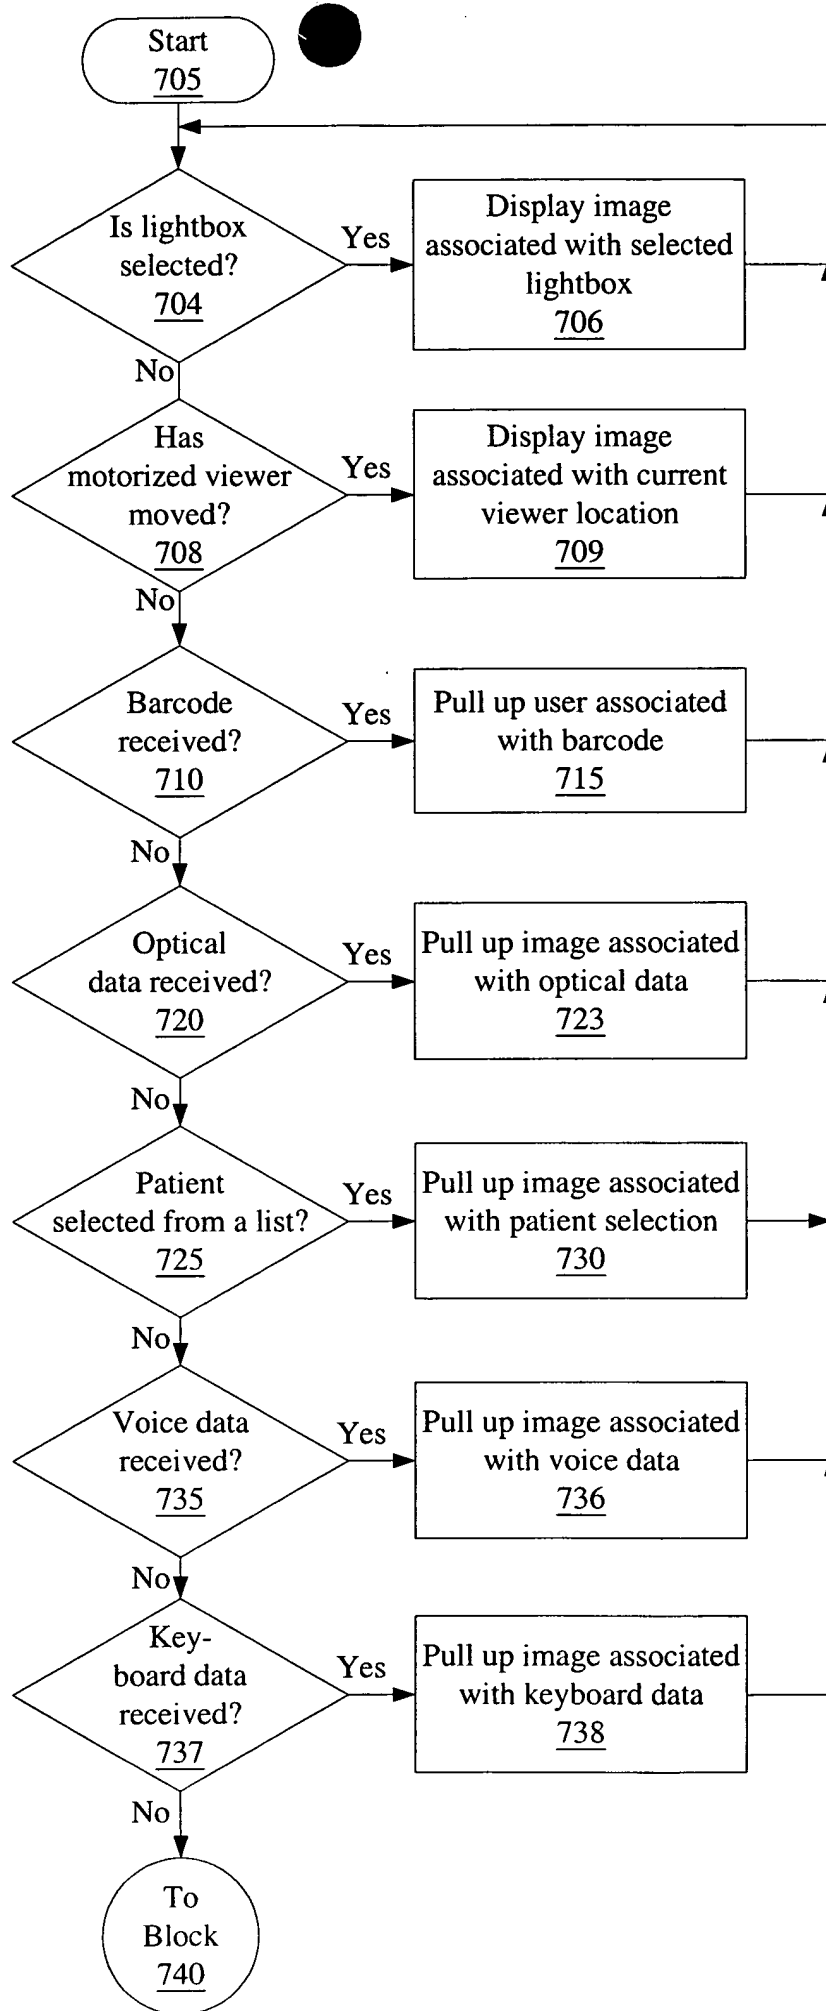 Start
705
Is lightbox
selected?
704
Yes
Display image
associated with selected
lightbox
706
No
Has
motorized viewer
moved?
708
Yes
Display image
associated with current
viewer location
709
No
Barcode
received?
710
Yes
Pull up user associated
with barcode
715
No
Optical
data received?
720
Yes
Pull up image associated
with optical data
723
No
Patient
selected from a list?
725
Yes
Pull up image associated
with patient selection
730
No
Voice data
received?
735
Yes
Pull up image associated
with voice data
736
No
Key-
board data
received?
737
Yes
Pull up image associated
with keyboard data
738
No
To
Block
740